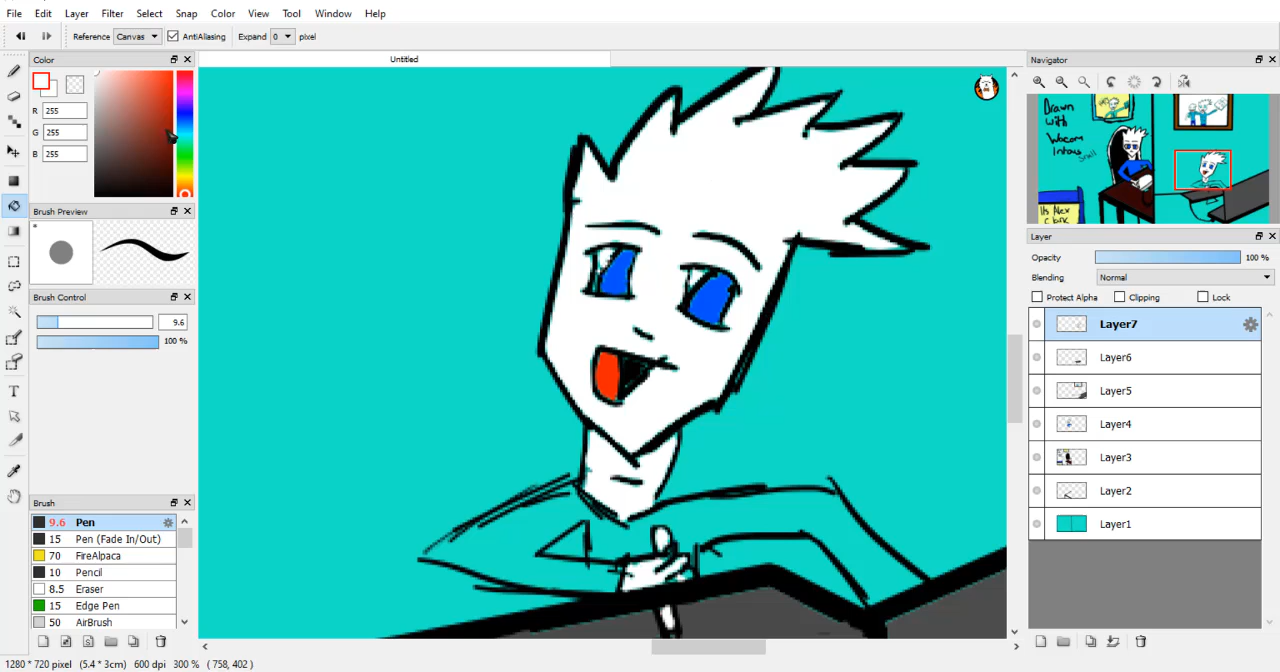 File Edit Layer Filter Select Snap Color View Tool Window Help
Reference Canvas AntiAliasing Expand 0 pixel
Color
R 255
G 255
B 255
Brush Preview
Brush Control
9.6
100 %
Brush
9.6 Pen
15 Pen (Fade In/Out)
70 FireAlpaca
10 Pencil
8.5 Eraser
15 Edge Pen
50 AirBrush
1280 * 720 pixel (5.4 * 3cm) 600 dpi 300 % ( 758, 402 )
Untitled
Navigator
Drawn
with
Wacom
Intous
Small
Its Alex
Clark
Layer
Opacity 100 %
Blending Normal
Protect Alpha Clipping Lock
Layer7
Layer6
Layer5
Layer4
Layer3
Layer2
Layer1